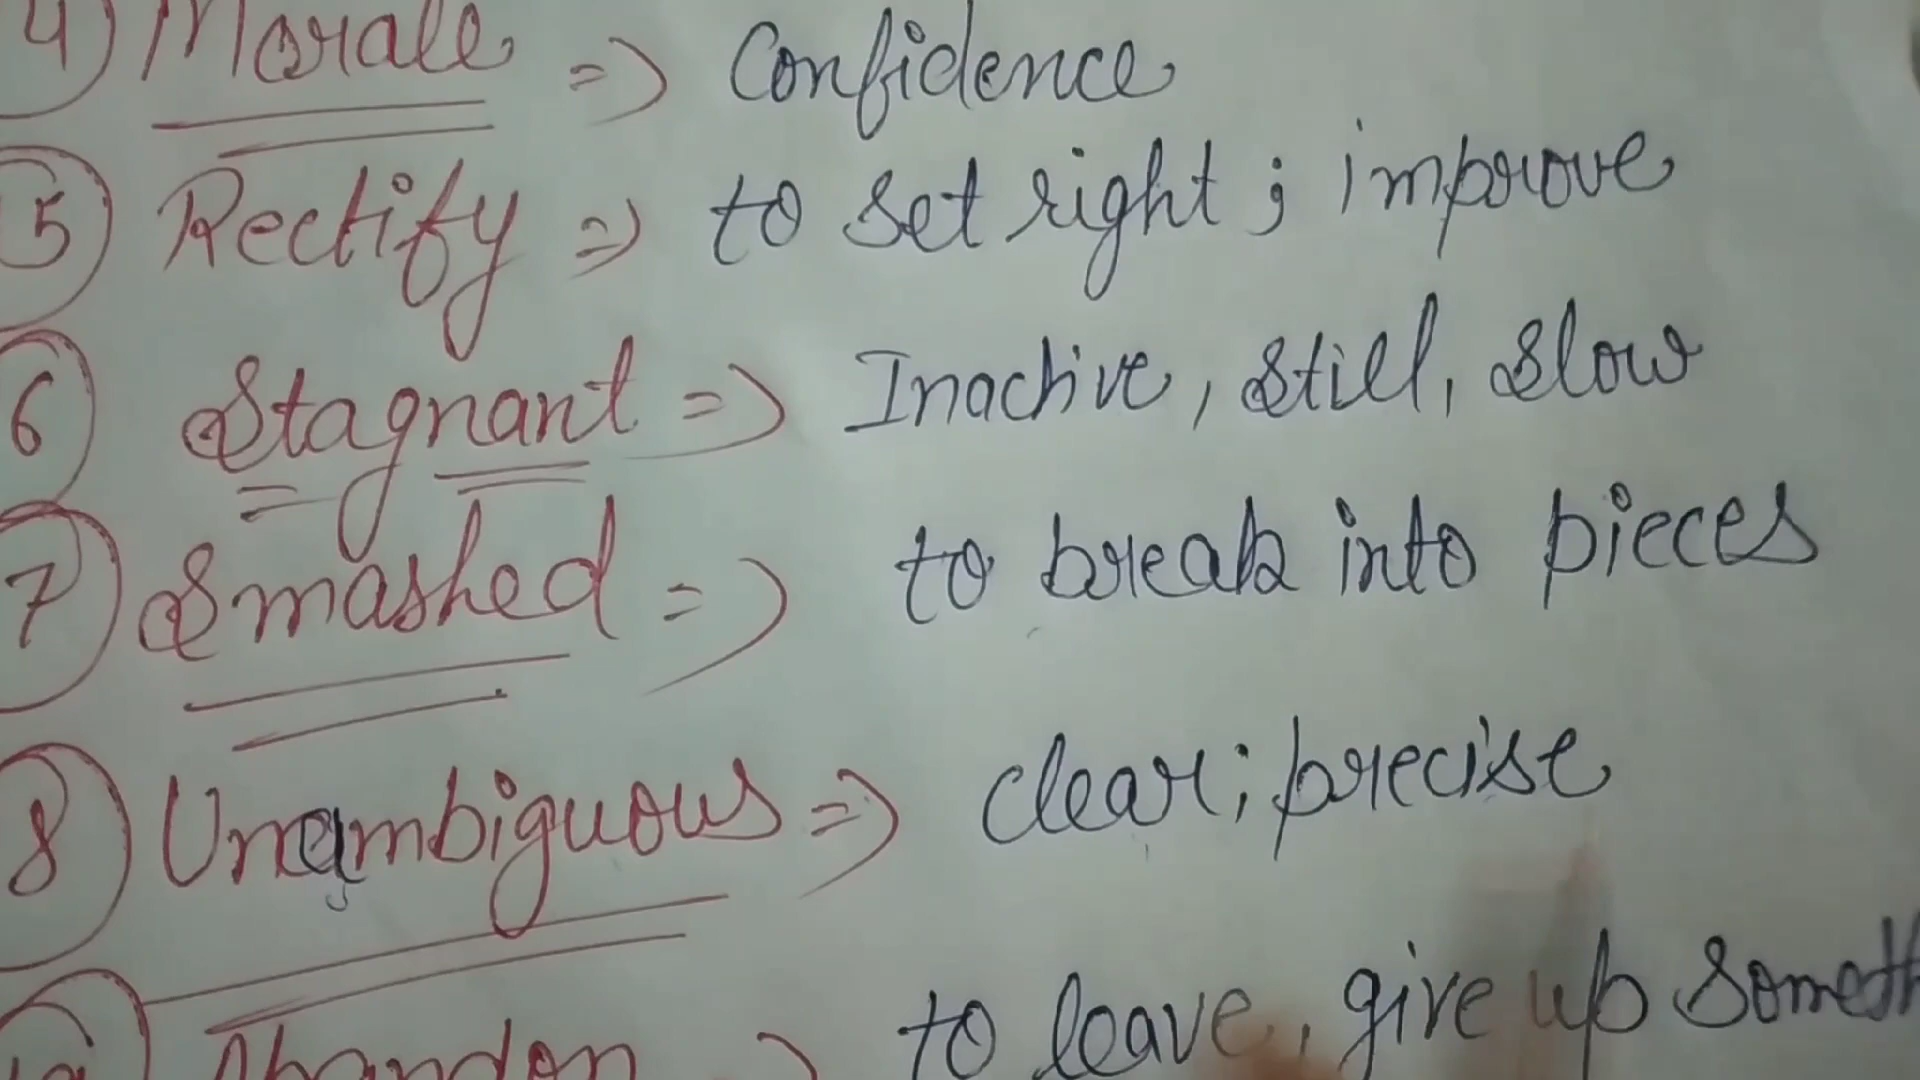 4) Morale => Confidence
5 Rectify => to set right ; improve
6 Stagnant => Inactive, Still, Slow
7 Smashed => to break into pieces
8 Unambiguous => clear ; precise
Abandon to leave, give up